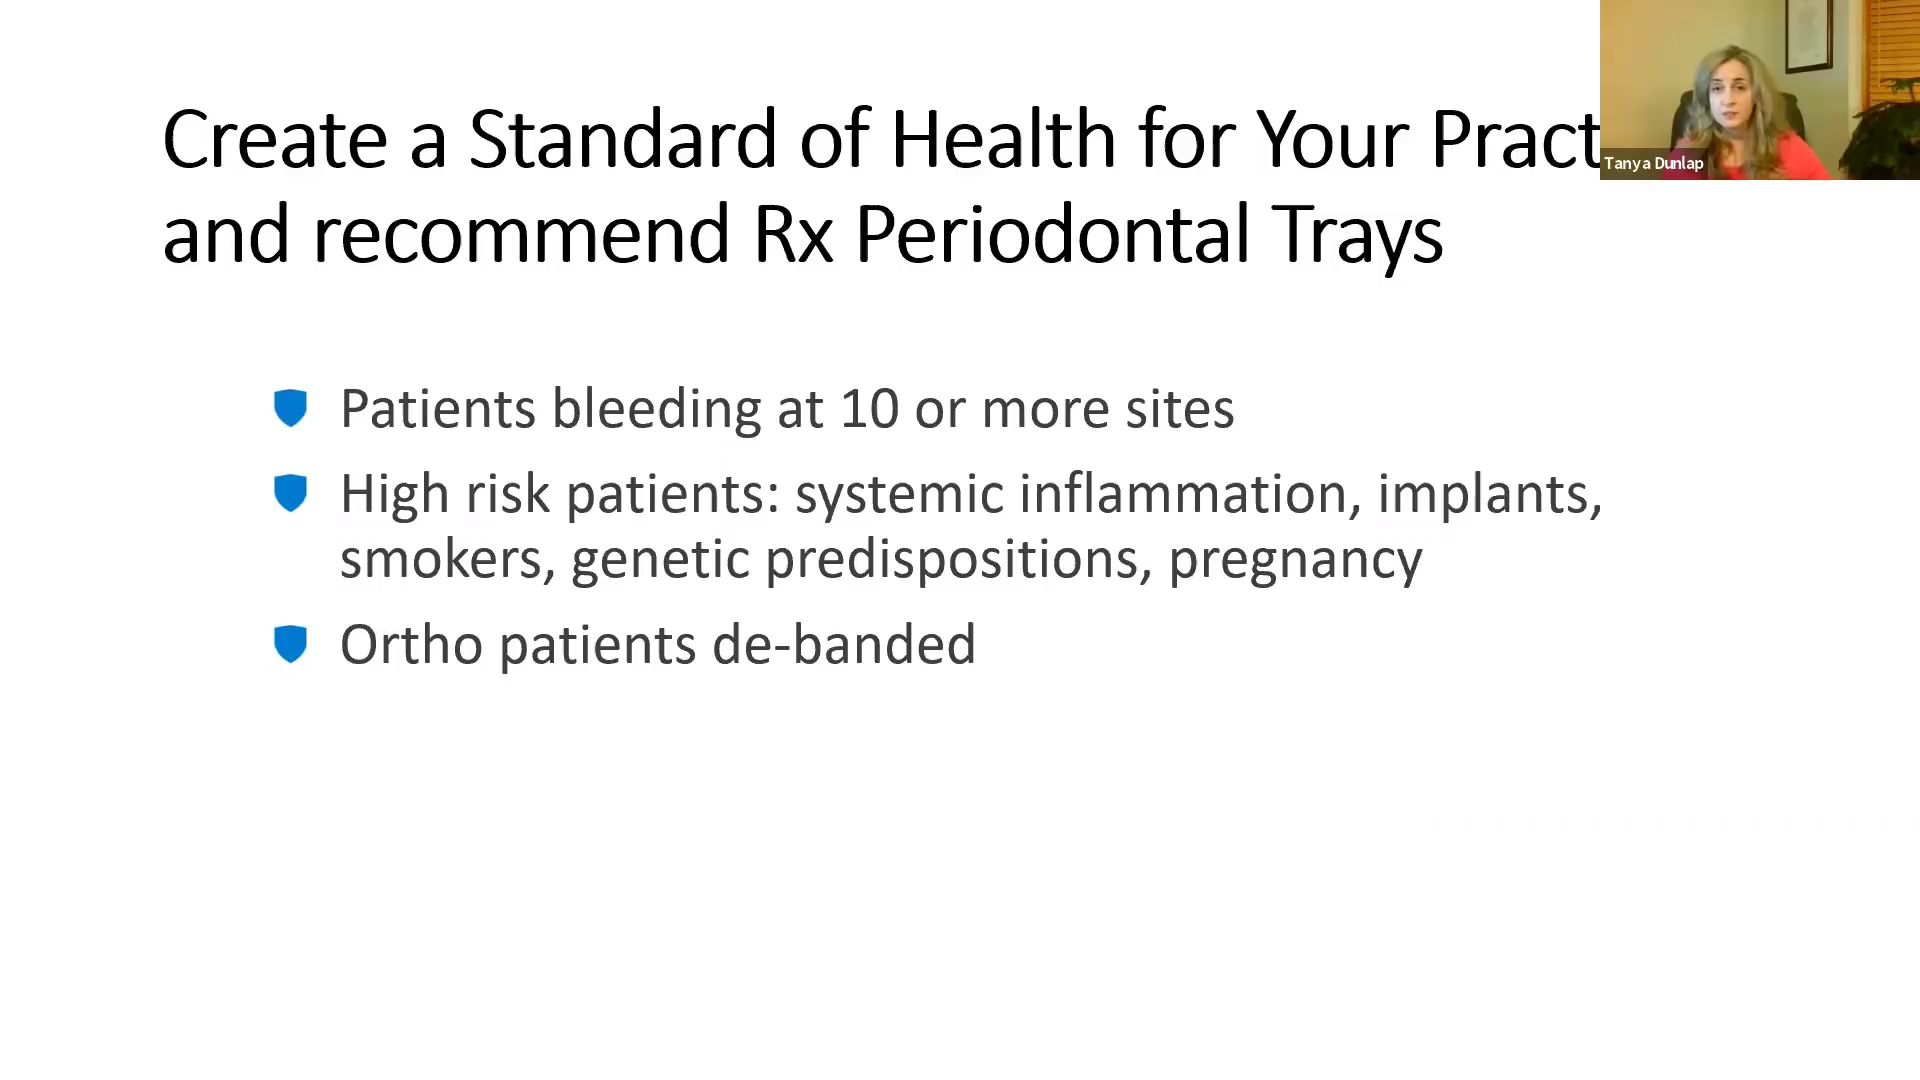 Create a Standard of Health for Your Pract
and recommend Rx Periodontal Trays
Tanya Dunlap
Patients bleeding at 10 or more sites
High risk patients: systemic inflammation, implants,
smokers, genetic predispositions, pregnancy
Ortho patients de-banded